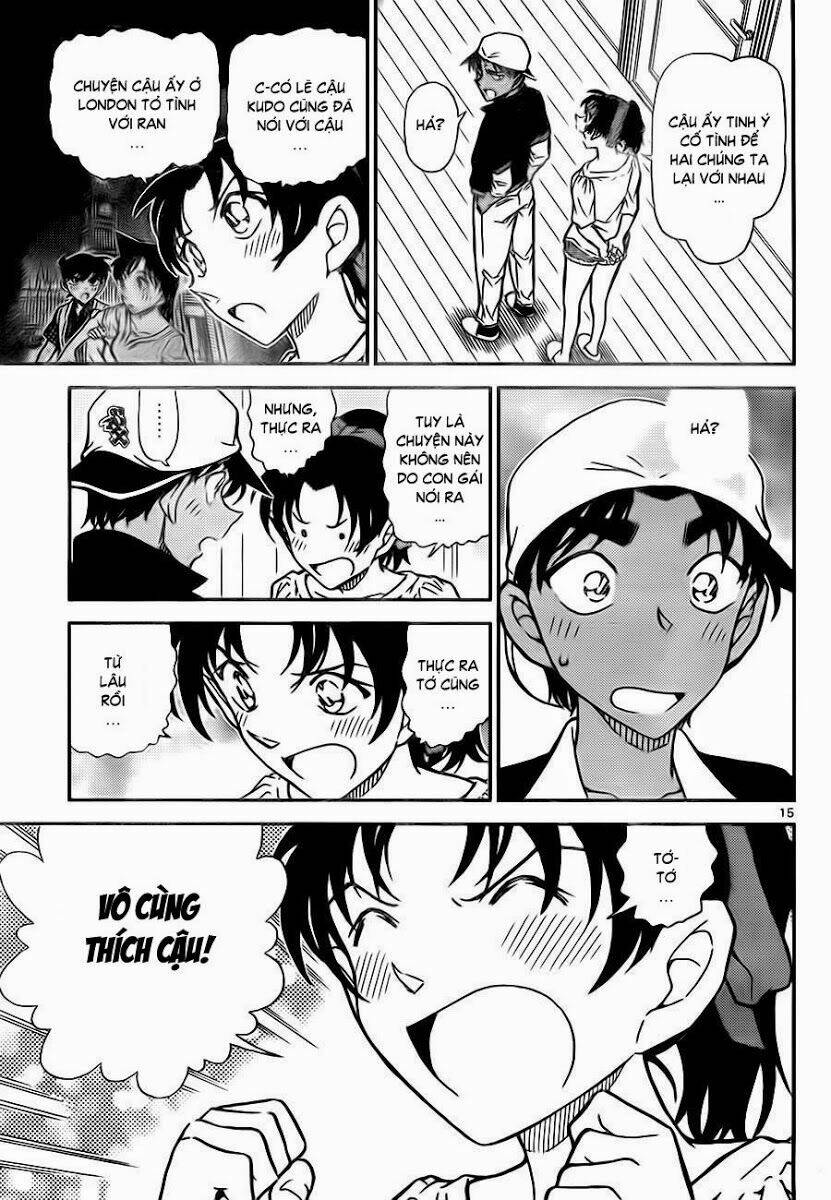 CẬU ẤY TINH Ý
CỐ TÌNH ĐỂ
HAI CHÚNG TA
LẠI VỚI NHAU
...
HẢ?
C-CÓ LẼ CẬU
KUDO CŨNG ĐÃ
NÓI VỚI CẬU
...
CHUYỆN CẬU ẤY Ở
LONDON TỎ TÌNH
VỚI RAN
...
HẢ?
TUY LÀ
CHUYỆN NÀY
KHÔNG NÊN
DO CON GÁI
NÓI RA
...
NHƯNG,
THỰC RA
...
......
THỰC RA
TỚ CŨNG
...
TỪ
LÂU
RỒI
...
15
TỚ-
TỚ
...
VÔ CÙNG
THÍCH CẬU!